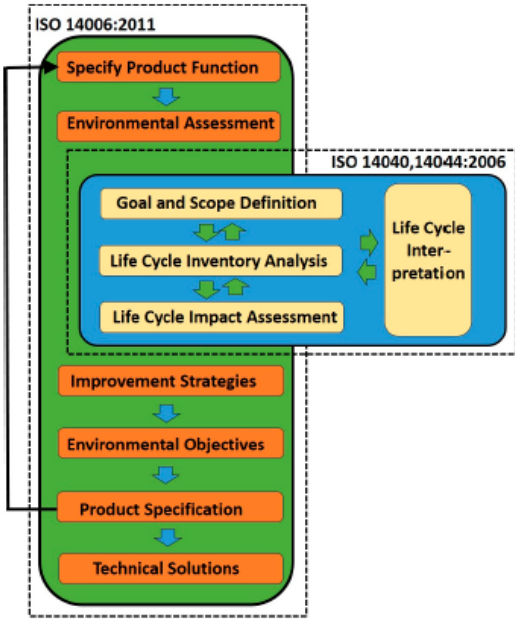 ISO 14006:2011
Specify Product Function
Environmental Assessment
ISO 14040,14044:2006
Goal and Scope Definition
Life Cycle Inventory Analysis
Life Cycle Impact Assessment
Life Cycle
Inter-
pretation
Improvement Strategies
Environmental Objectives
Product Specification
Technical Solutions